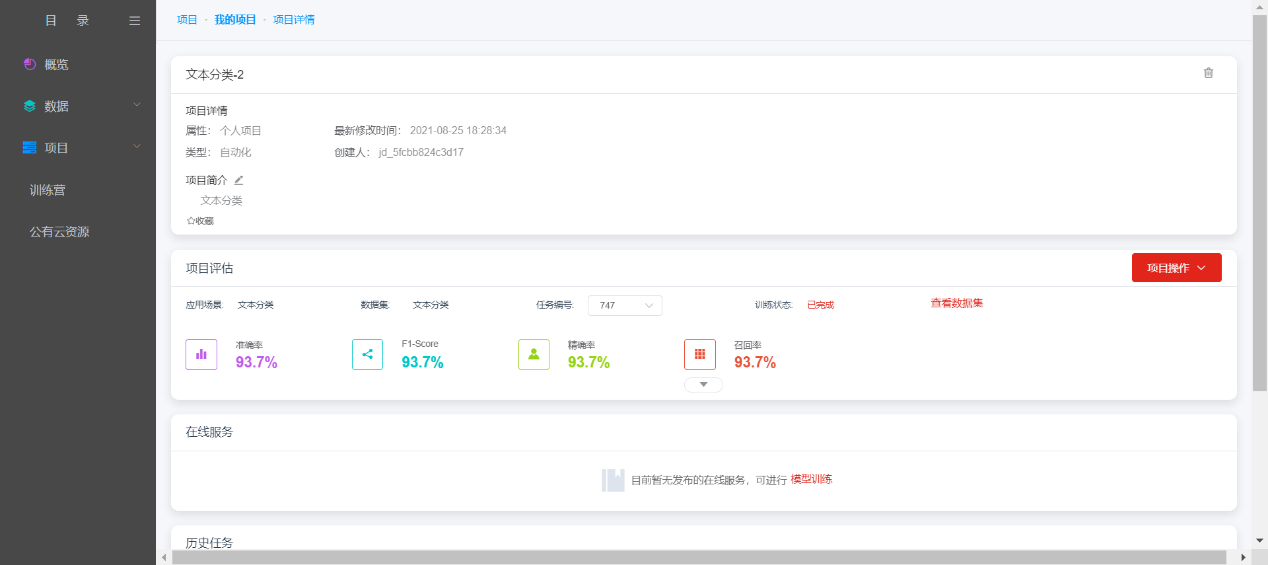 目 录
项目 - 我的项目 - 项目详情
概览
数据
项目
训练营
公有云资源
文本分类-2
项目详情
属性： 个人项目 最新修改时间： 2021-08-25 18:28:34
类型： 自动化 创建人： jd_5fcbb824c3d17
项目简介
文本分类
收藏
项目评估 项目操作
应用场景: 文本分类 数据集: 文本分类 任务编号: 747 训练状态: 已完成 查看数据集
准确率 F1-Score 精确率 召回率
93.7% 93.7% 93.7% 93.7%
在线服务
目前暂无发布的在线服务，可进行 模型训练
历史任务